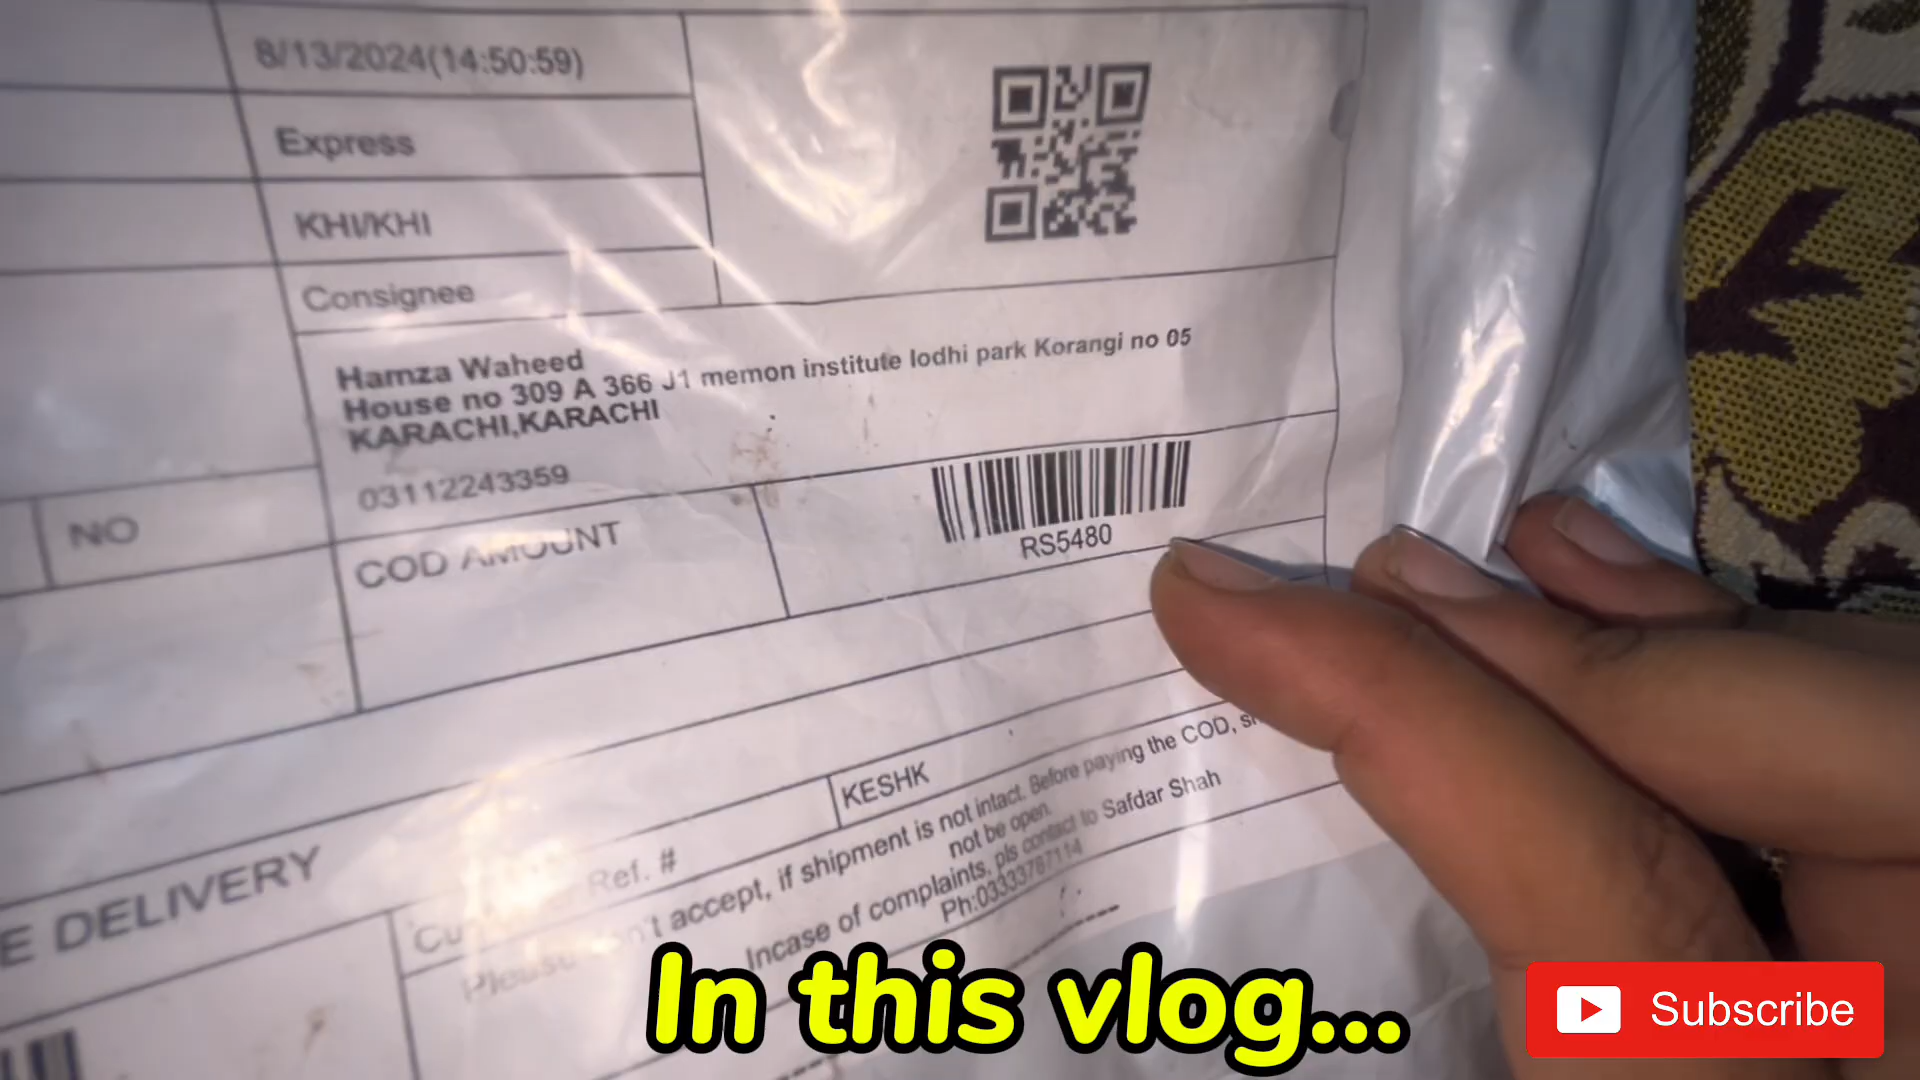 8/13/2024(14:50:59)
Express
KHI/KHI
Consignee
Hamza Waheed
House no 309 A 366 J1 memon institute lodhi park Korangi no 05
KARACHI,KARACHI
03112243359
NO
COD AMOUNT
RS5480
KESHK
E DELIVERY
Ref. #
Please accept, if shipment is not intact. Before paying the COD,
not be open.
Incase of complaints, pls contact to Safdar Shah
Ph:03333787114
In this vlog...
Subscribe